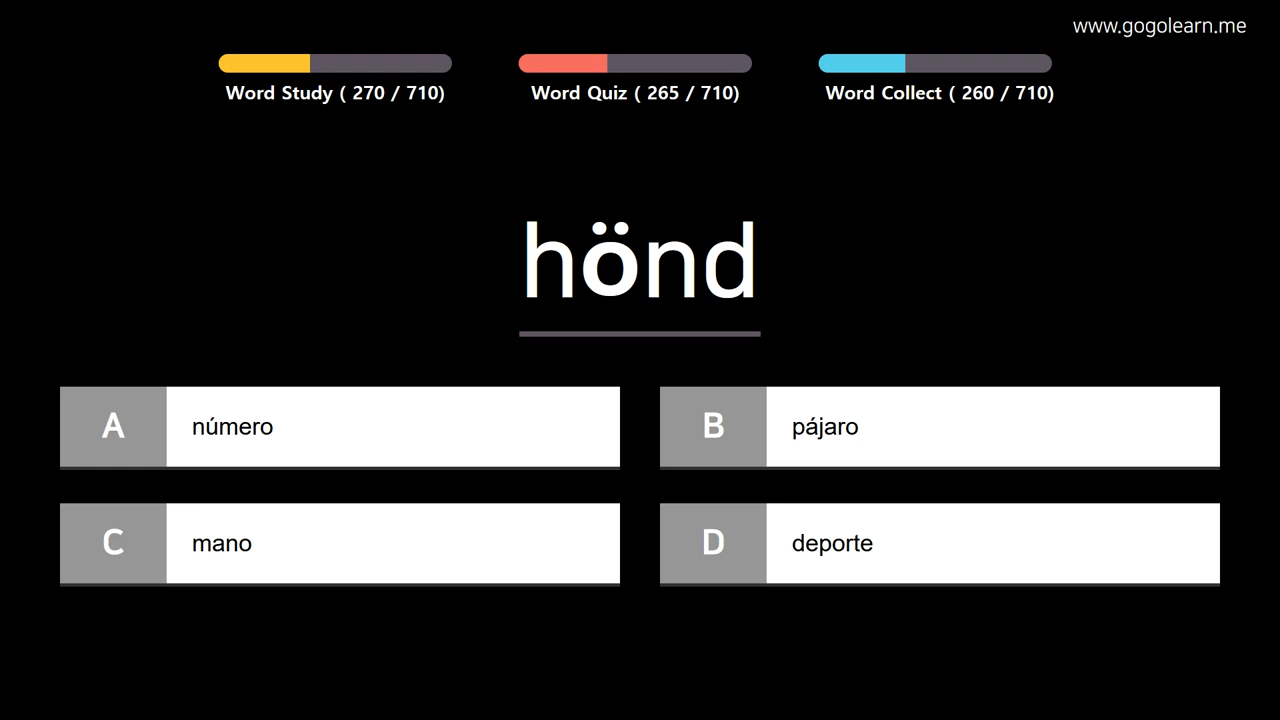 www.gogolearn.me
Word Study ( 270 / 710)
Word Quiz ( 265 / 710)
Word Collect ( 260 / 710)
hönd
A número
B pájaro
C mano
D deporte